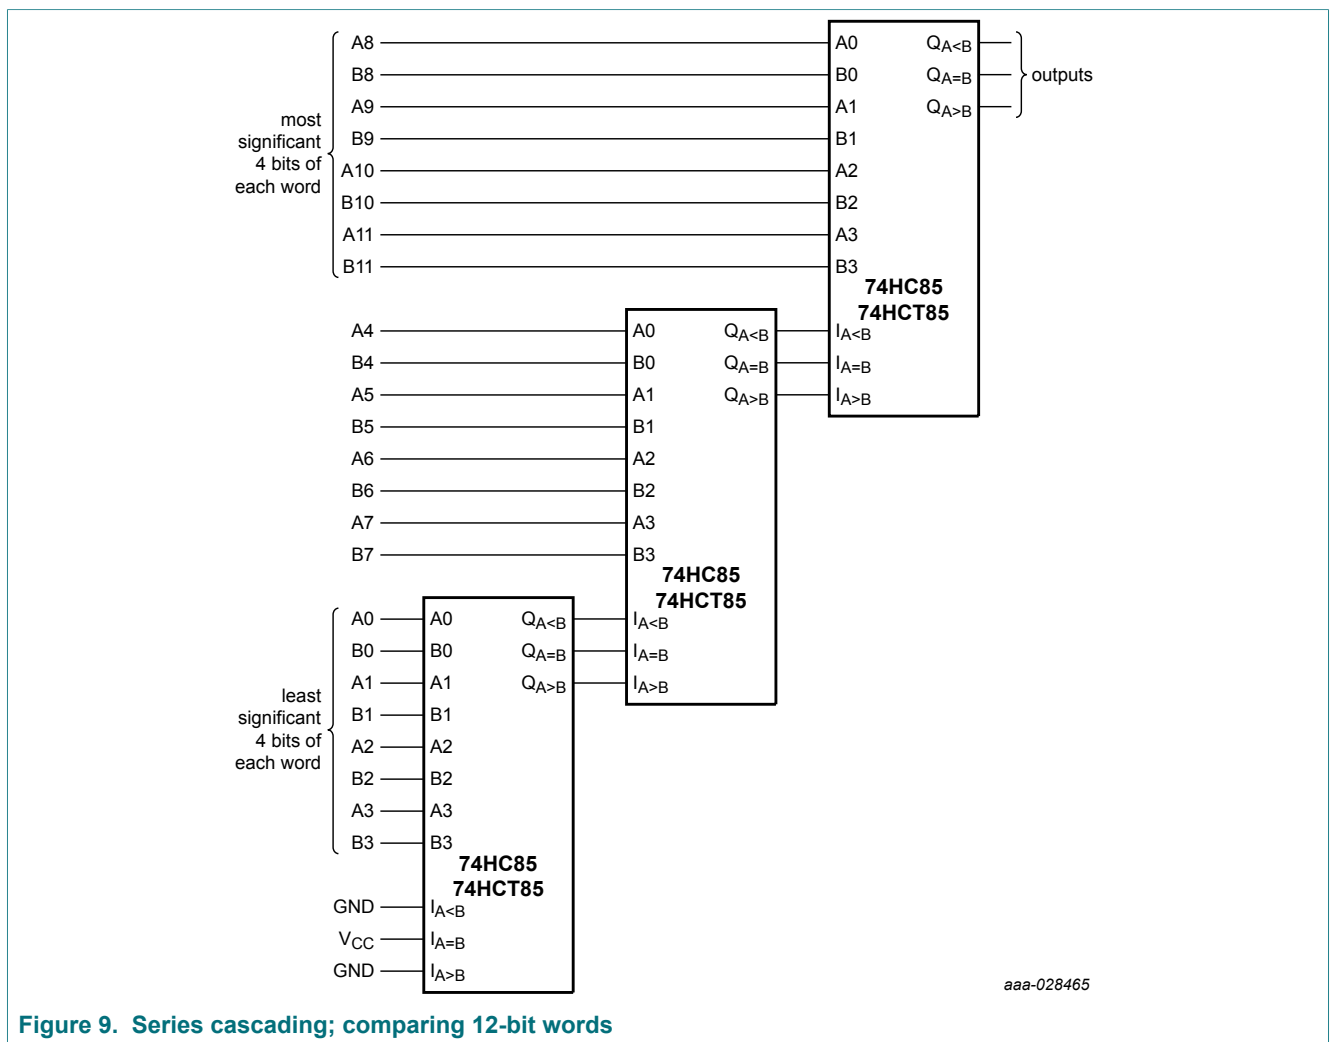 most
significant
4 bits of
each word
A8
B8
A9
B9
A10
B10
A11
B11
A0
B0
A1
B1
A2
B2
A3
B3
QA<B
QA=B
QA>B
outputs
74HC85
74HCT85
IA<B
IA=B
IA>B
A4
B4
A5
B5
A6
B6
A7
B7
A0
B0
A1
B1
A2
B2
A3
B3
QA<B
QA=B
QA>B
74HC85
74HCT85
IA<B
IA=B
IA>B
least
significant
4 bits of
each word
A0
B0
A1
B1
A2
B2
A3
B3
GND
VCC
GND
A0
B0
A1
B1
A2
B2
A3
B3
QA<B
QA=B
QA>B
74HC85
74HCT85
IA<B
IA=B
IA>B
aaa-028465
Figure 9. Series cascading; comparing 12-bit words